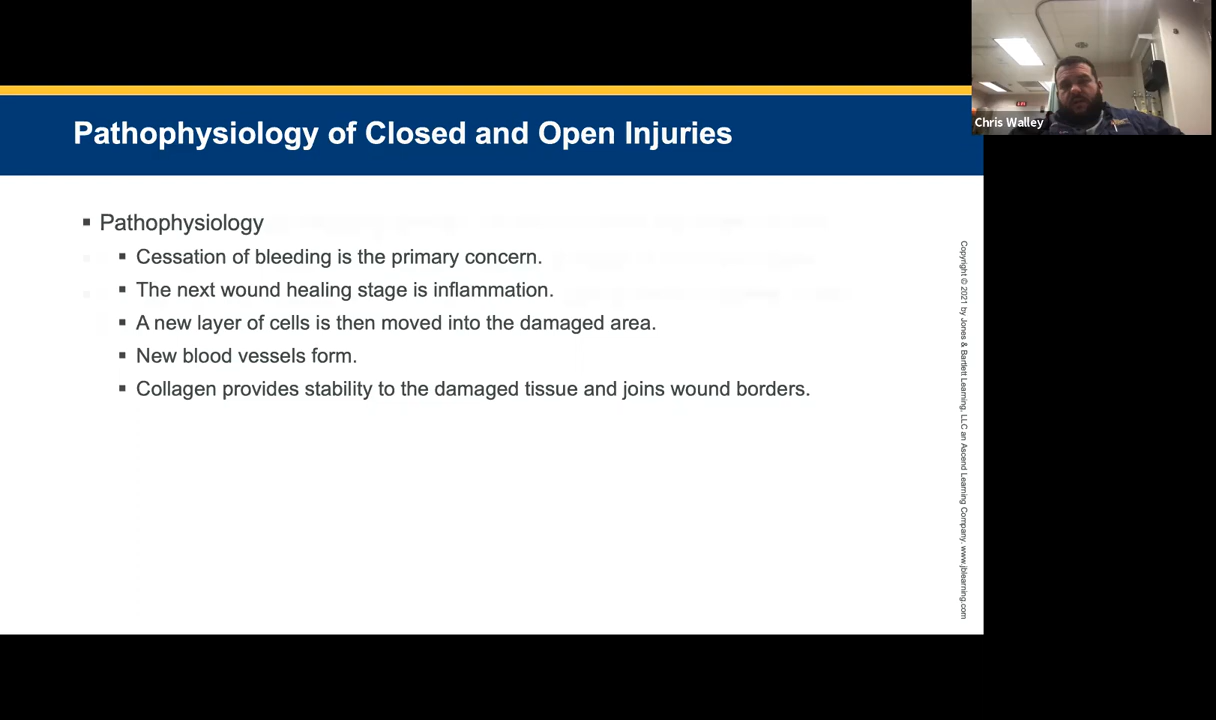 Pathophysiology of Closed and Open Injuries
Chris Walley
▪ Pathophysiology
▪ Cessation of bleeding is the primary concern.
▪ The next wound healing stage is inflammation.
▪ A new layer of cells is then moved into the damaged area.
▪ New blood vessels form.
▪ Collagen provides stability to the damaged tissue and joins wound borders.
Copyright © 2021 by Jones & Bartlett Learning, LLC an Ascend Learning Company. www.jblearning.com